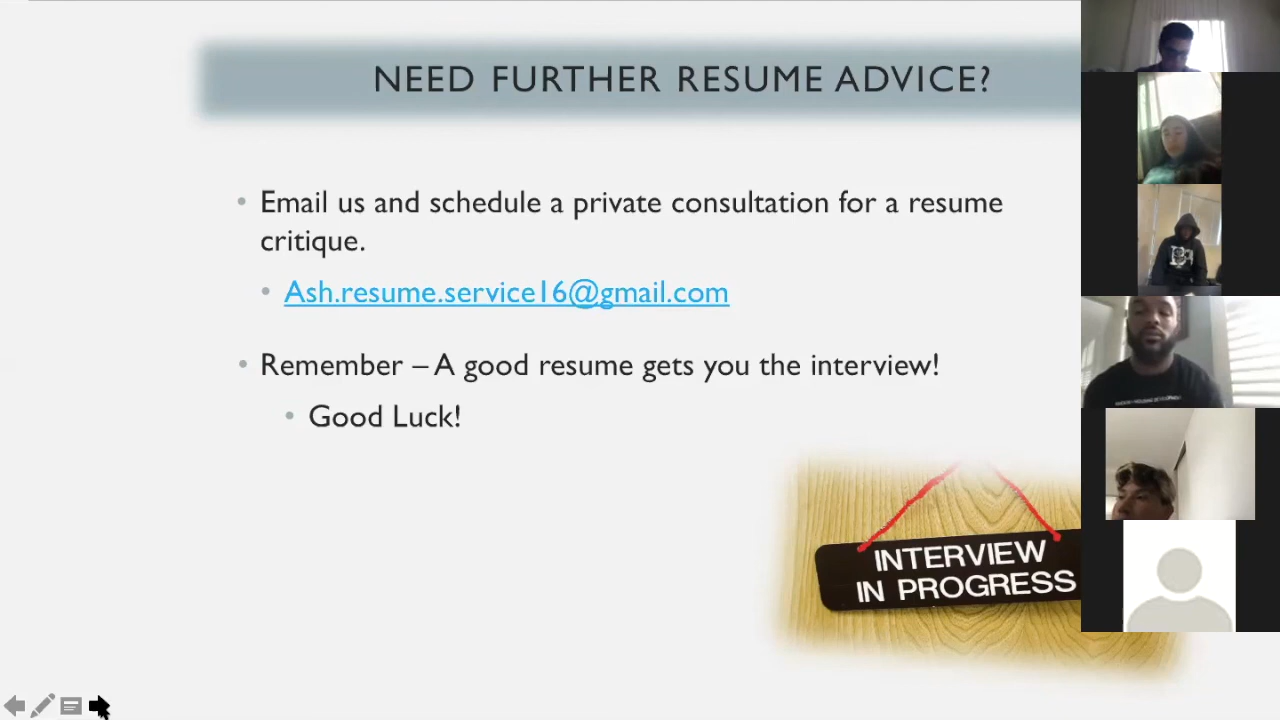 NEED FURTHER RESUME ADVICE?
Email us and schedule a private consultation for a resume
critique.
Ash.resume.service16@gmail.com
Remember – A good resume gets you the interview!
Good Luck!
INTERVIEW
IN PROGRESS